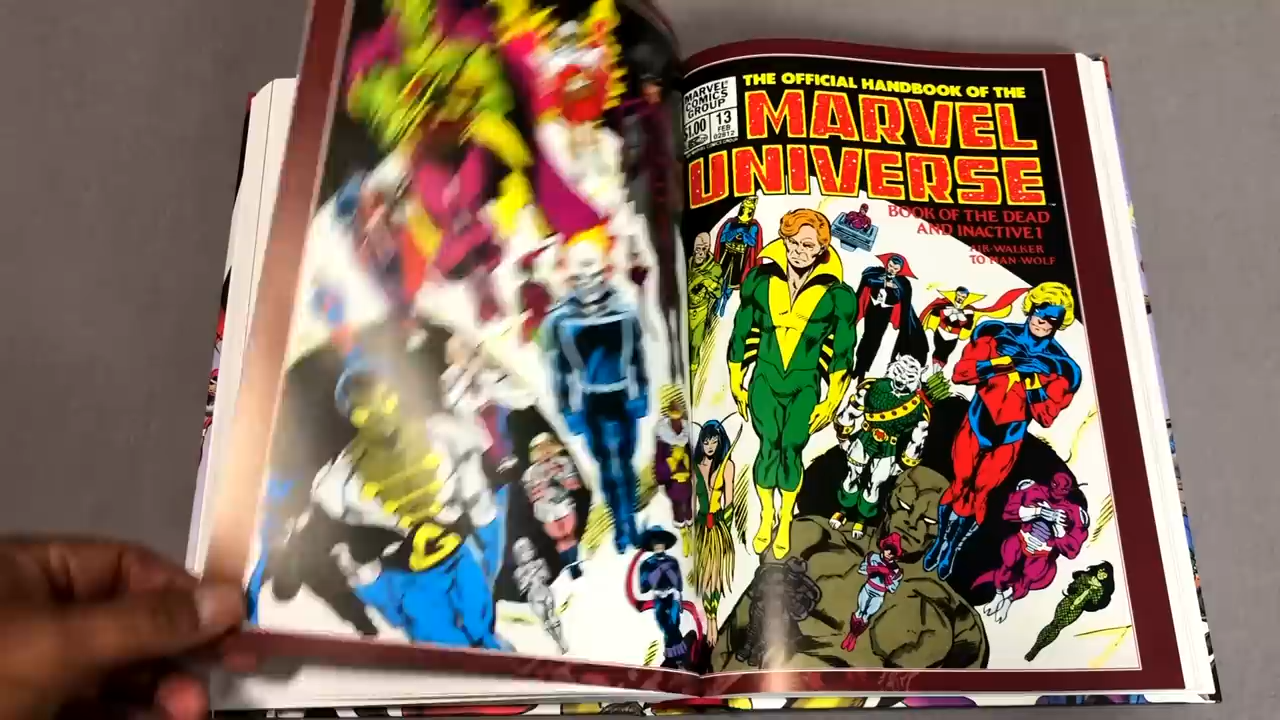 THE OFFICIAL HANDBOOK OF THE
MARVEL
COMICS
GROUP
$1.00
13
FEB
02912
MARVEL
UNIVERSE
BOOK OF THE DEAD
AND INACTIVE I
AIR-WALKER
TO MAN-WOLF
G